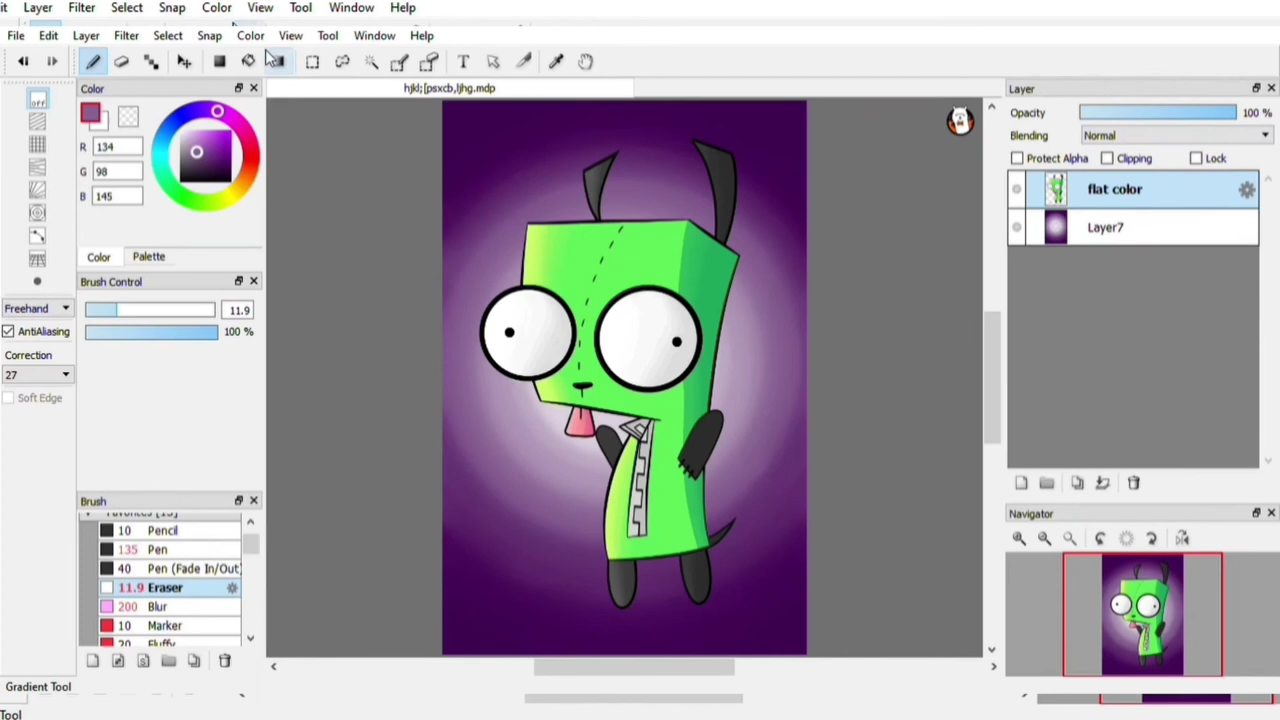 it Layer Filter Select Snap Color View Tool Window Help
File Edit Layer Filter Select Snap Color View Tool Window Help
T
Color
hjkl;[psxcb,ljhg.mdp
Layer
off
R 134
G 98
B 145
Opacity 100 %
Blending Normal
Protect Alpha Clipping Lock
flat color
Layer7
Color Palette
Brush Control
11.9
100 %
Freehand
AntiAliasing
Correction
27
Soft Edge
Brush
Favorites [15]
10 Pencil
135 Pen
40 Pen (Fade In/Out)
11.9 Eraser
200 Blur
10 Marker
20 Fluffy
S
Navigator
Gradient Tool
Tool